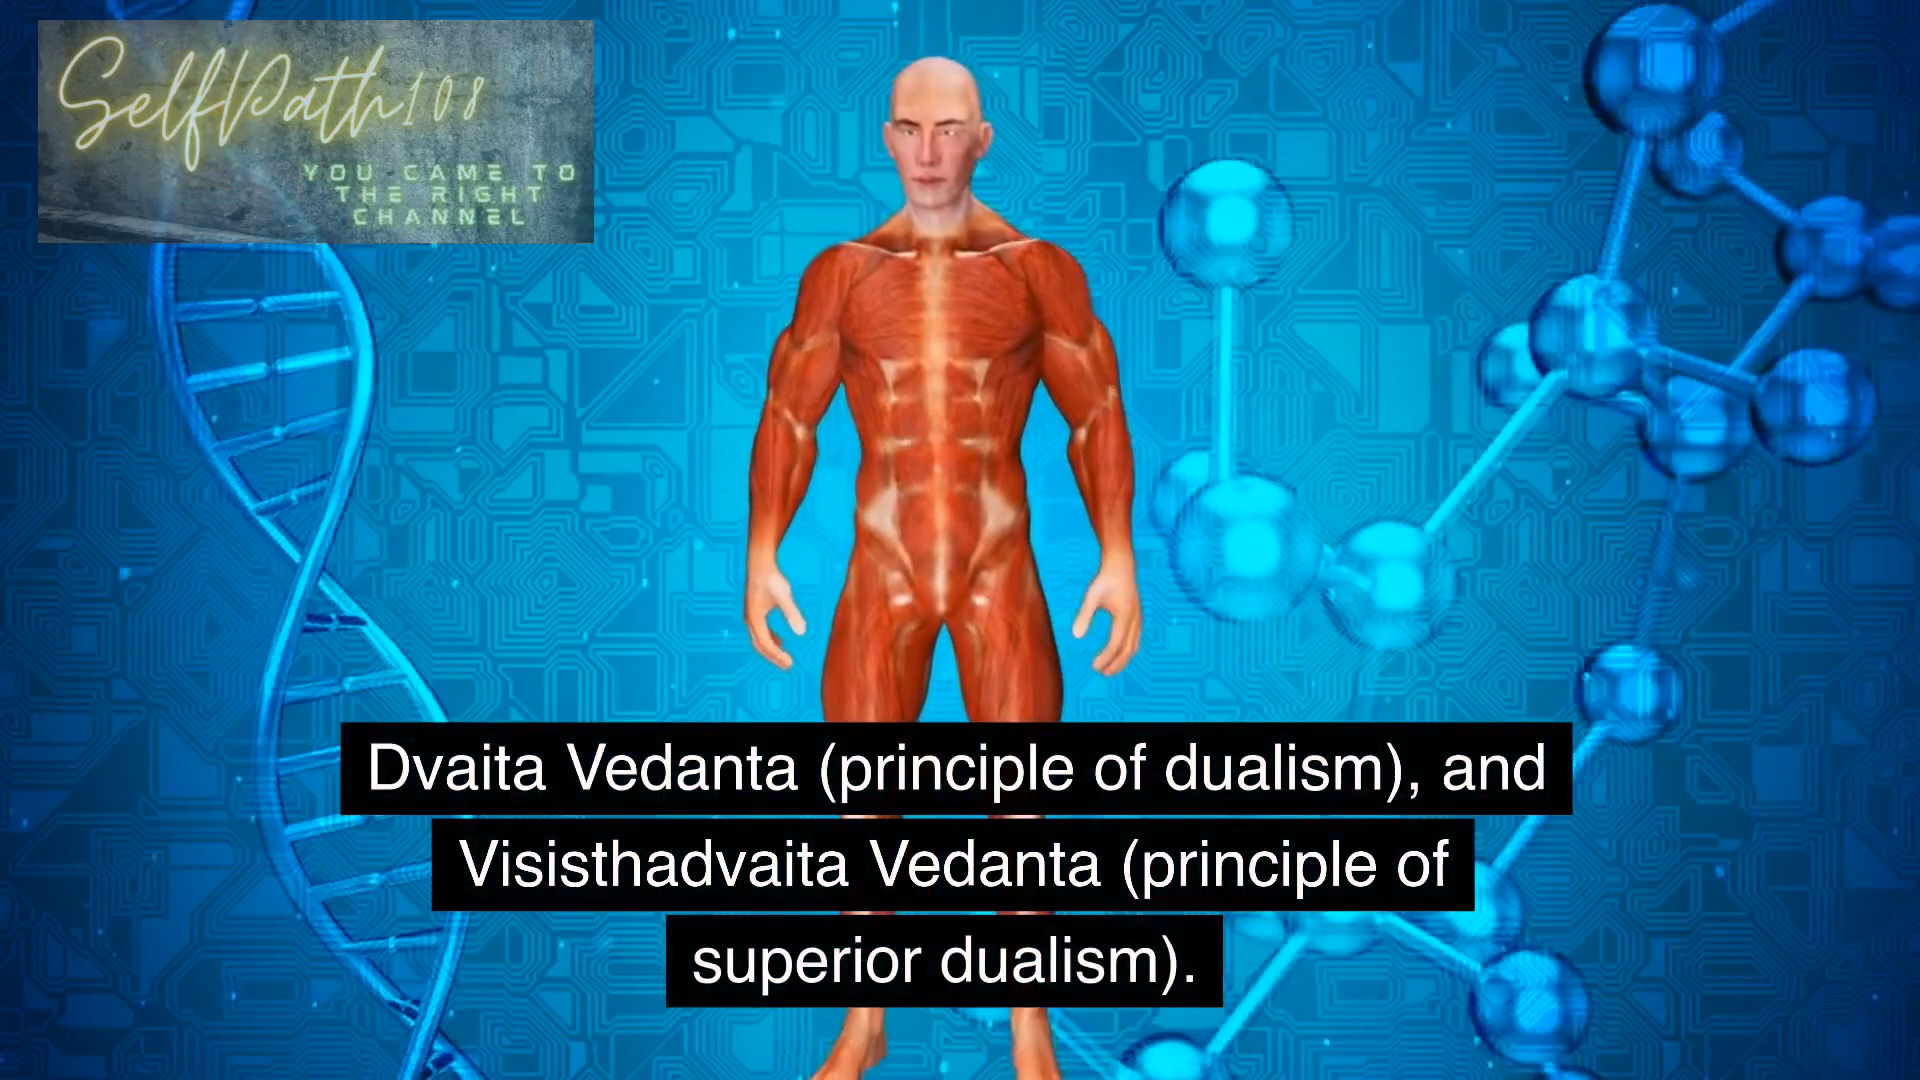 SelfPath108
YOU CAME TO
THE RIGHT
CHANNEL
Dvaita Vedanta (principle of dualism), and
Visisthadvaita Vedanta (principle of
superior dualism).